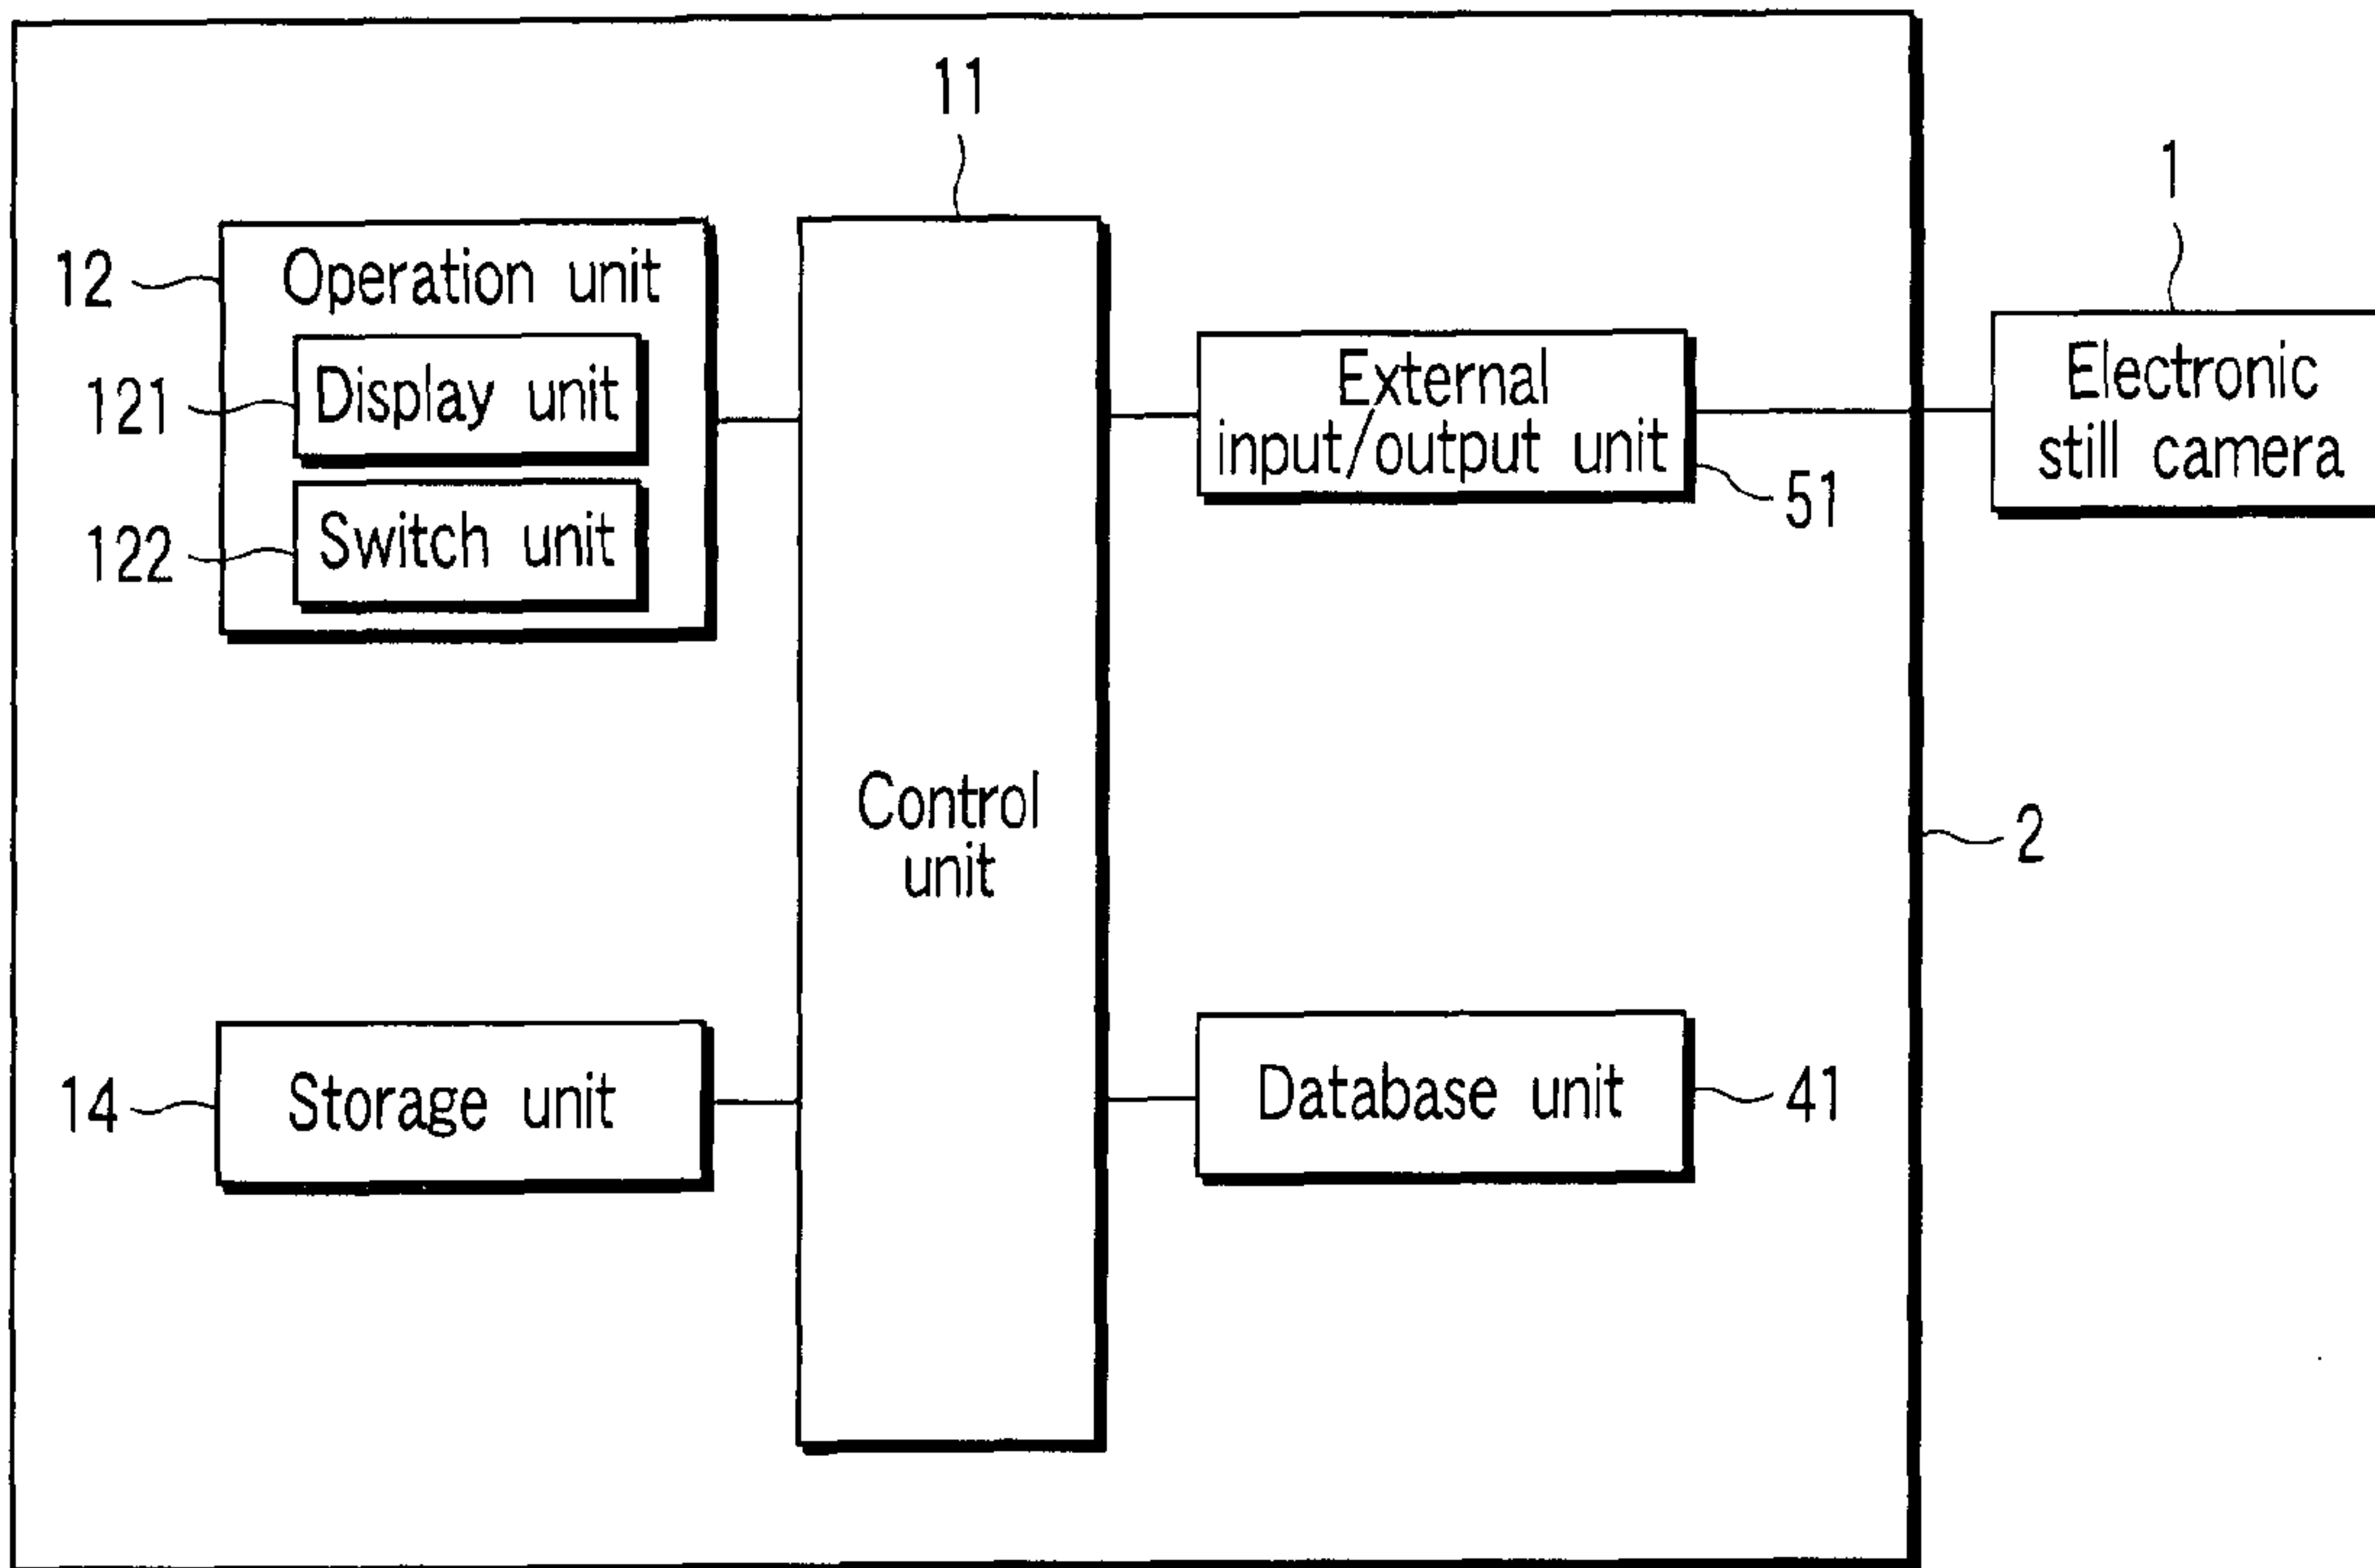 11
1
12
Operation unit
121
Display unit
122
Switch unit
External
input/output unit
51
Electronic
still camera
Control
unit
2
14
Storage unit
Database unit
41